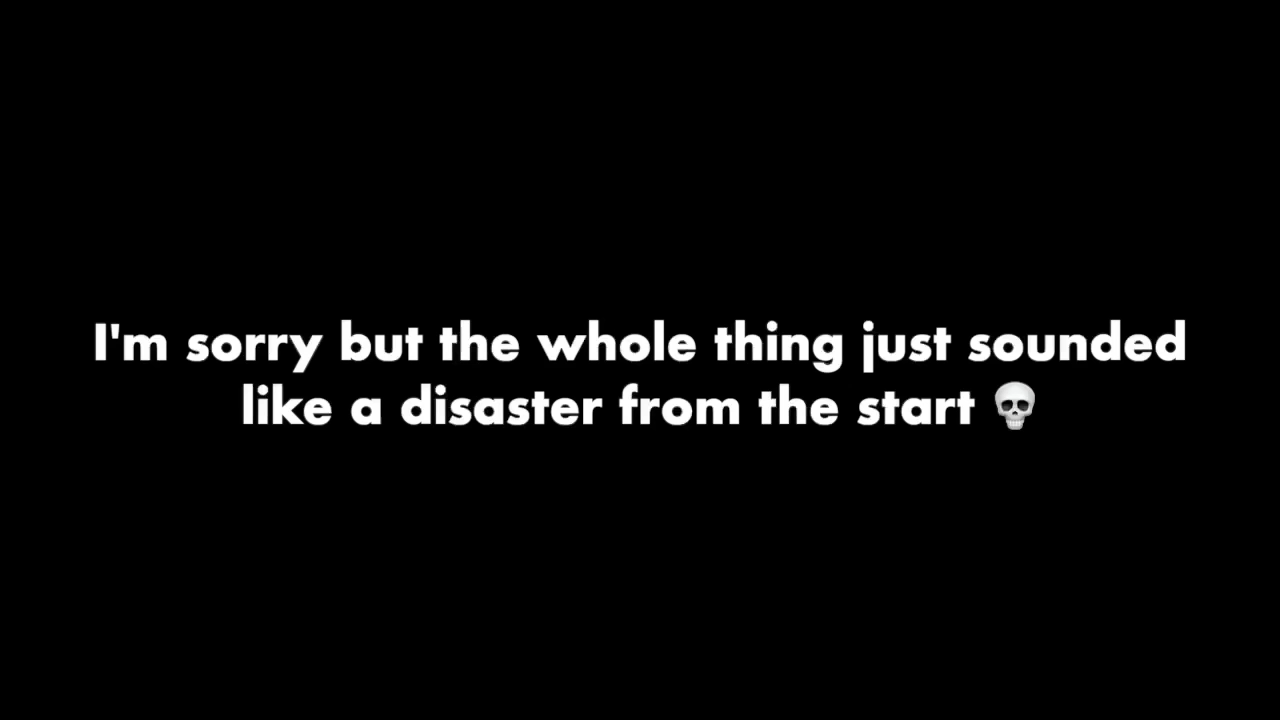 I'm sorry but the whole thing just sounded
like a disaster from the start 💀